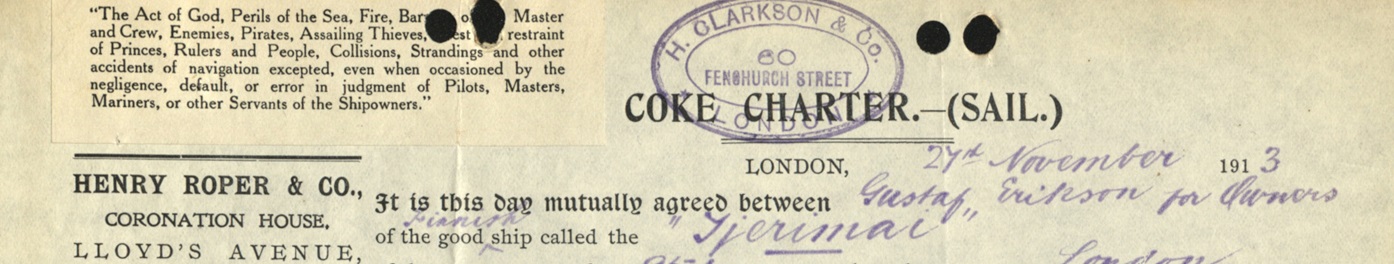 "The Act of God, Perils of the Sea, Fire, Master
and Crew, Enemies, Pirates, Assailing Thieves, restraint
of Princes, Rulers and People, Collisions, Strandings and other
accidents of navigation excepted, even when occasioned by the
negligence, default, or error in judgment of Pilots, Masters,
Mariners, or other Servants of the Shipowners."
H. CLARKSON & Co.
60
FENCHURCH STREET
LONDON
COKE CHARTER.—(SAIL.)
LONDON, 27th November 1913
HENRY ROPER & CO.,
CORONATION HOUSE,
LLOYD'S AVENUE,
It is this day mutually agreed between Gustaf Erikson for Owners
Finnish
of the good ship called the "Tjerimai"
London